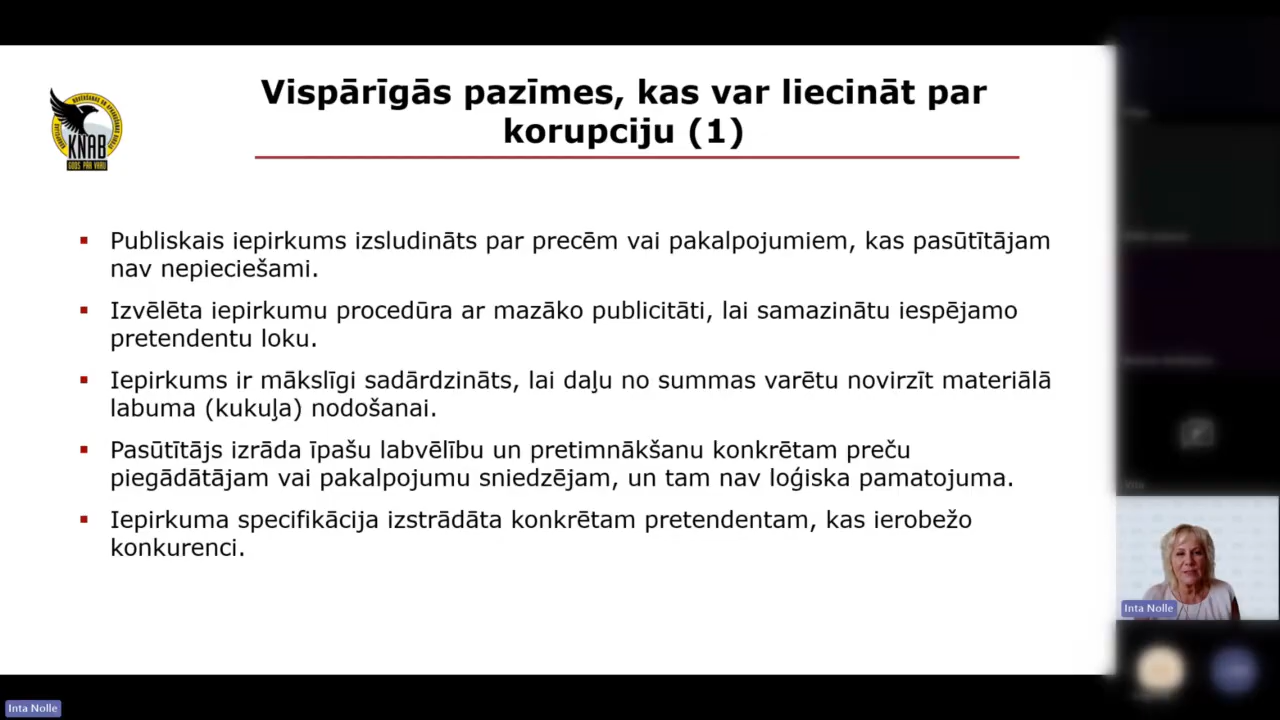 Vispārīgās pazīmes, kas var liecināt par
korupciju (1)
KNAB
GODS PĀR VARU
Publiskais iepirkums izsludināts par precēm vai pakalpojumiem, kas pasūtītājam
nav nepieciešami.
Izvēlēta iepirkumu procedūra ar mazāko publicitāti, lai samazinātu iespējamo
pretendentu loku.
Iepirkums ir mākslīgi sadārdzināts, lai daļu no summas varētu novirzīt materiālā
labuma (kukuļa) nodošanai.
Pasūtītājs izrāda īpašu labvēlību un pretimnākšanu konkrētam preču
piegādātājam vai pakalpojumu sniedzējam, un tam nav loģiska pamatojuma.
Iepirkuma specifikācija izstrādāta konkrētam pretendentam, kas ierobežo
konkurenci.
Inta Nolle
Inta Nolle